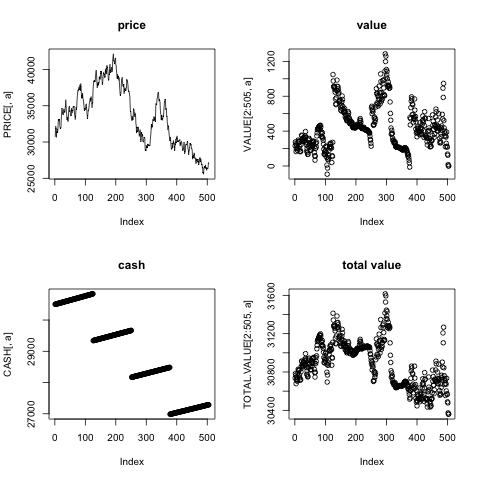 price
PRICE[, a]
25000 30000 35000 40000
0 100 200 300 400 500
Index
value
VALUE[2:505, a]
0 400 800 1200
0 100 200 300 400 500
Index
cash
CASH[, a]
27000 29000
0 100 200 300 400 500
Index
total value
TOTAL.VALUE[2:505, a]
30400 30800 31200 31600
0 100 200 300 400 500
Index